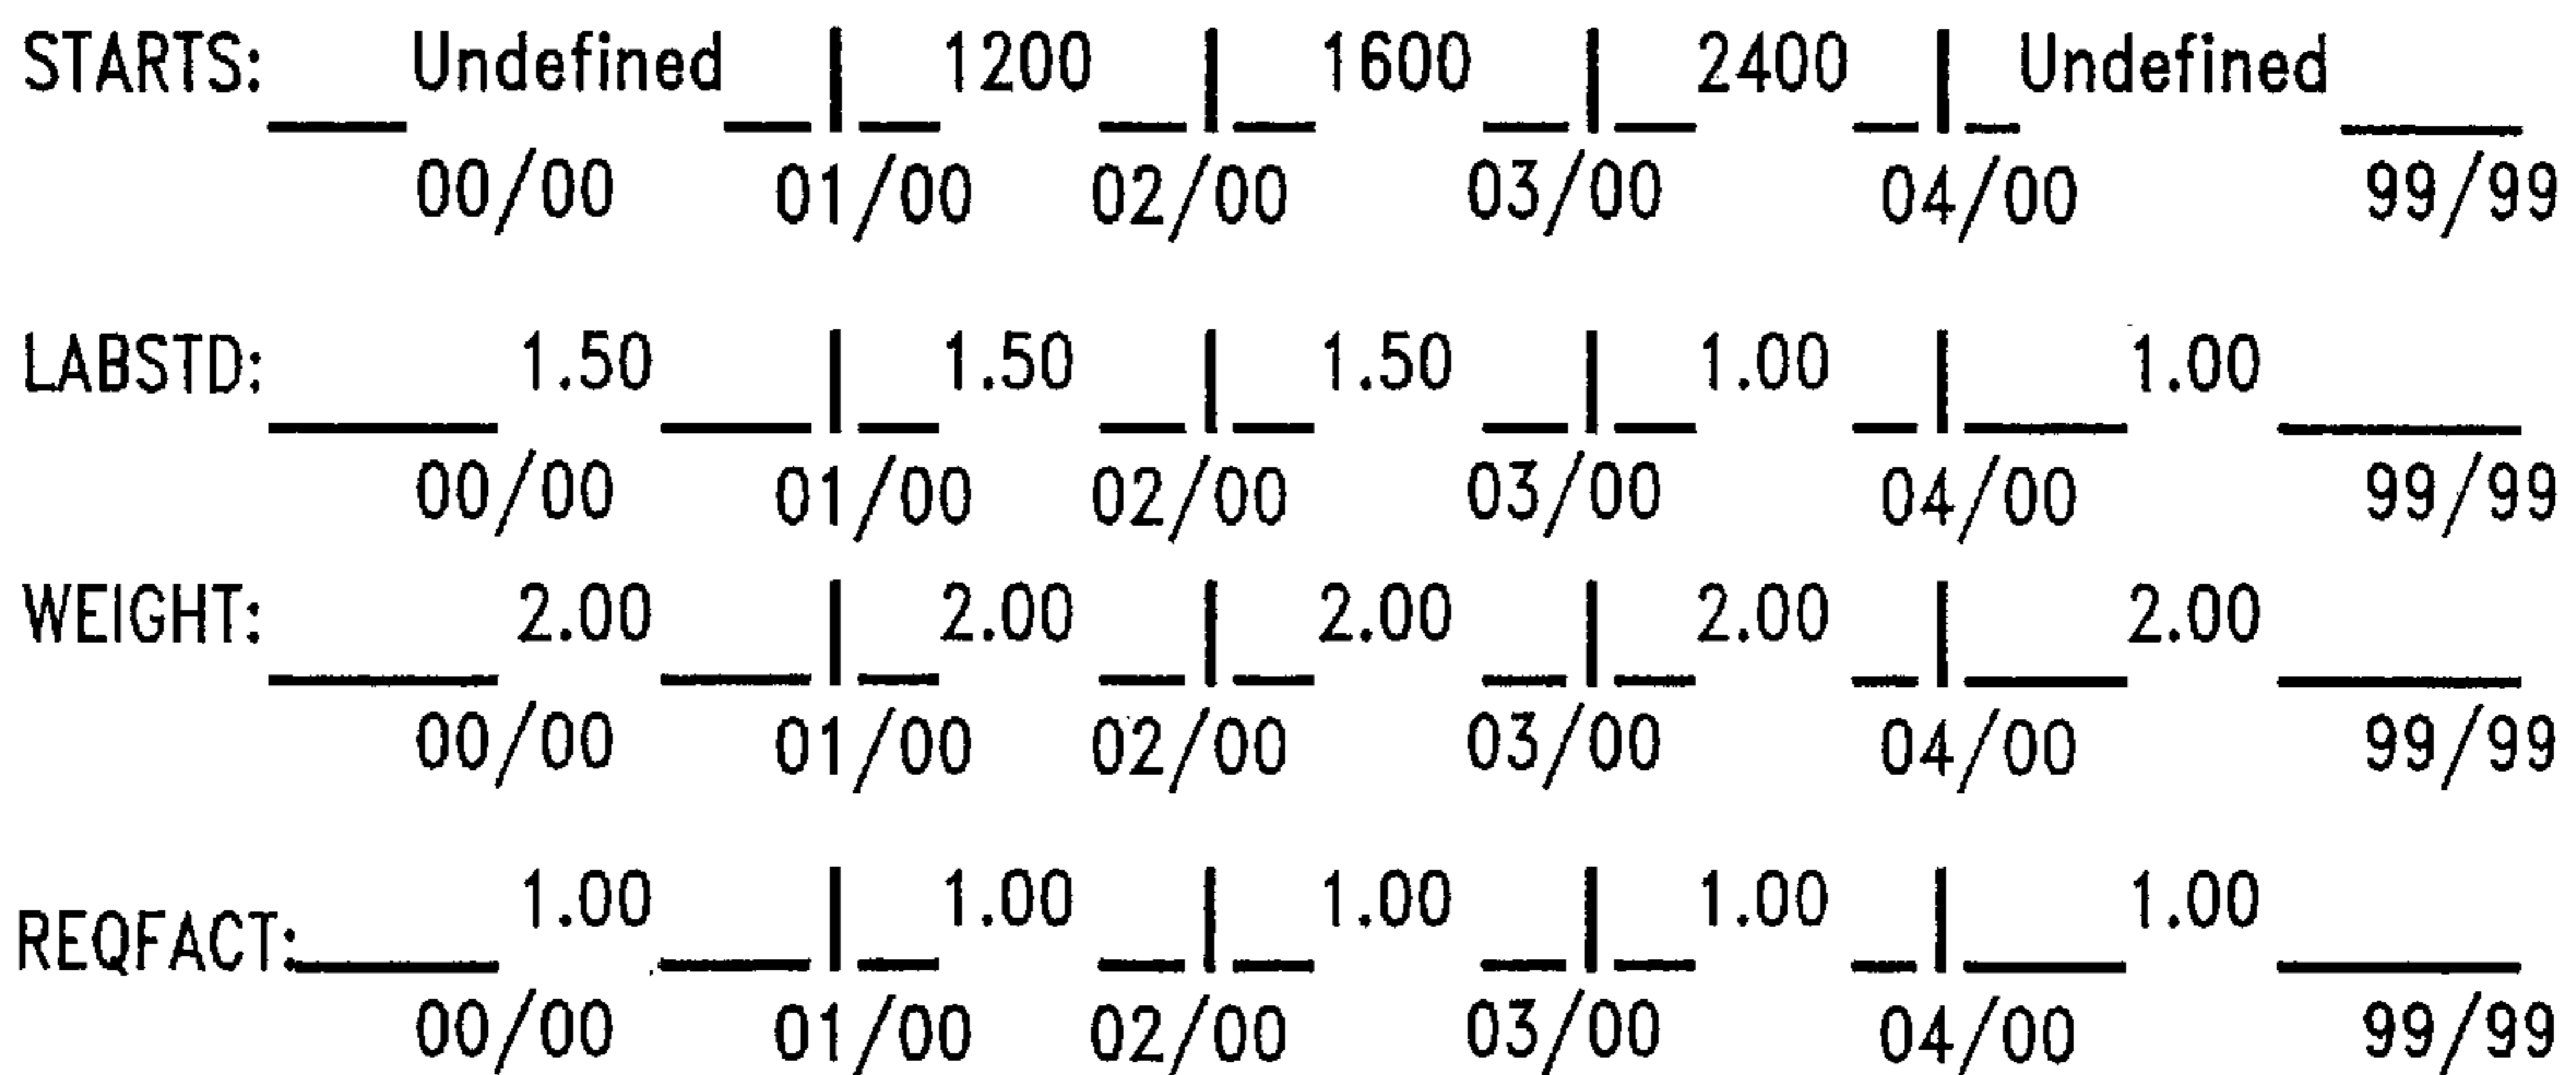 STARTS: Undefined 1200 1600 2400 Undefined
00/00 01/00 02/00 03/00 04/00 99/99
LABSTD: 1.50 1.50 1.50 1.00 1.00
00/00 01/00 02/00 03/00 04/00 99/99
WEIGHT: 2.00 2.00 2.00 2.00 2.00
00/00 01/00 02/00 03/00 04/00 99/99
REQFACT: 1.00 1.00 1.00 1.00 1.00
00/00 01/00 02/00 03/00 04/00 99/99